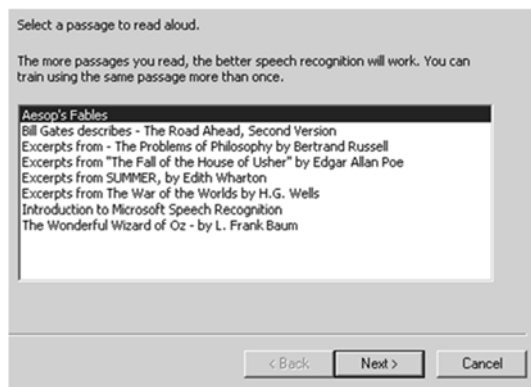 Select a passage to read aloud.
The more passages you read, the better speech recognition will work. You can
train using the same passage more than once.
Aesop's Fables
Bill Gates describes - The Road Ahead, Second Version
Excerpts from - The Problems of Philosophy by Bertrand Russell
Excerpts from "The Fall of the House of Usher" by Edgar Allan Poe
Excerpts from SUMMER, by Edith Wharton
Excerpts from The War of the Worlds by H.G. Wells
Introduction to Microsoft Speech Recognition
The Wonderful Wizard of Oz - by L. Frank Baum
< Back Next > Cancel